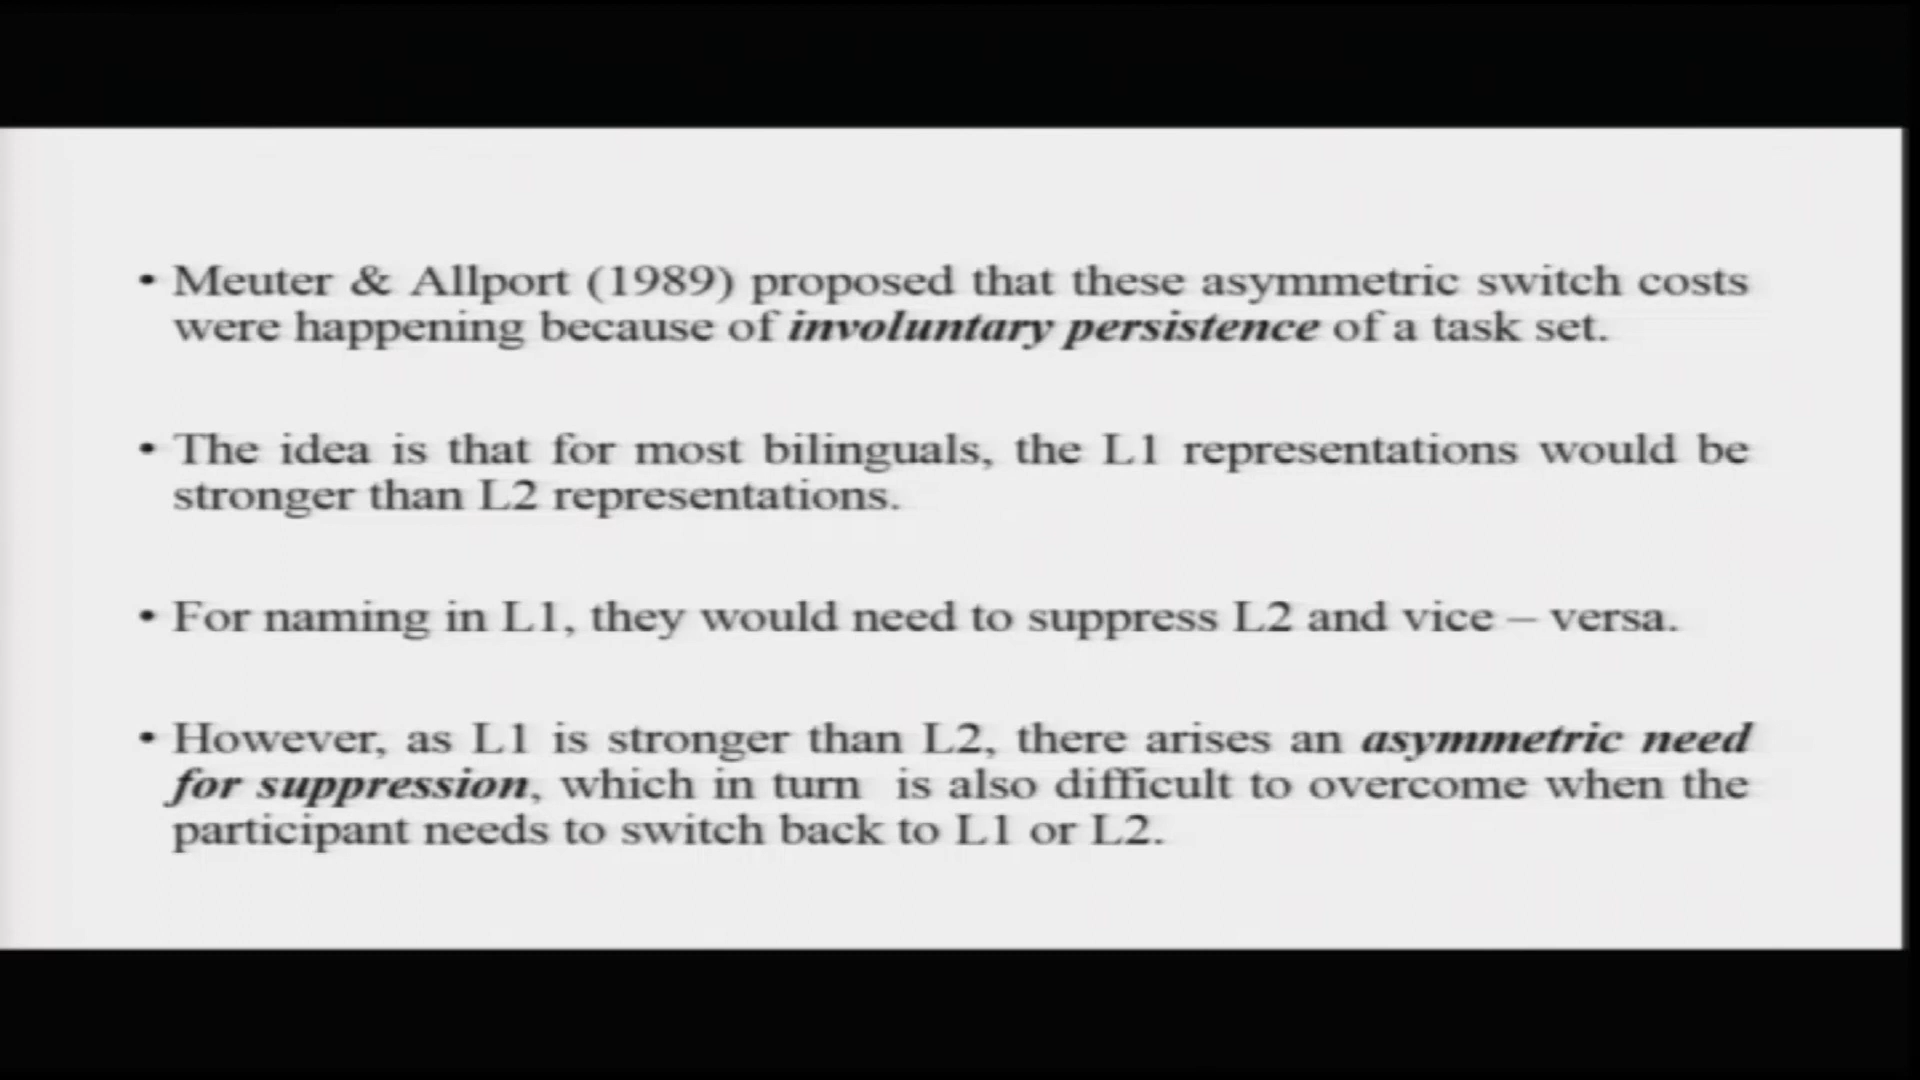 • Meuter & Allport (1989) proposed that these asymmetric switch costs
were happening because of involuntary persistence of a task set.
• The idea is that for most bilinguals, the L1 representations would be
stronger than L2 representations.
• For naming in L1, they would need to suppress L2 and vice – versa.
• However, as L1 is stronger than L2, there arises an asymmetric need
for suppression, which in turn is also difficult to overcome when the
participant needs to switch back to L1 or L2.